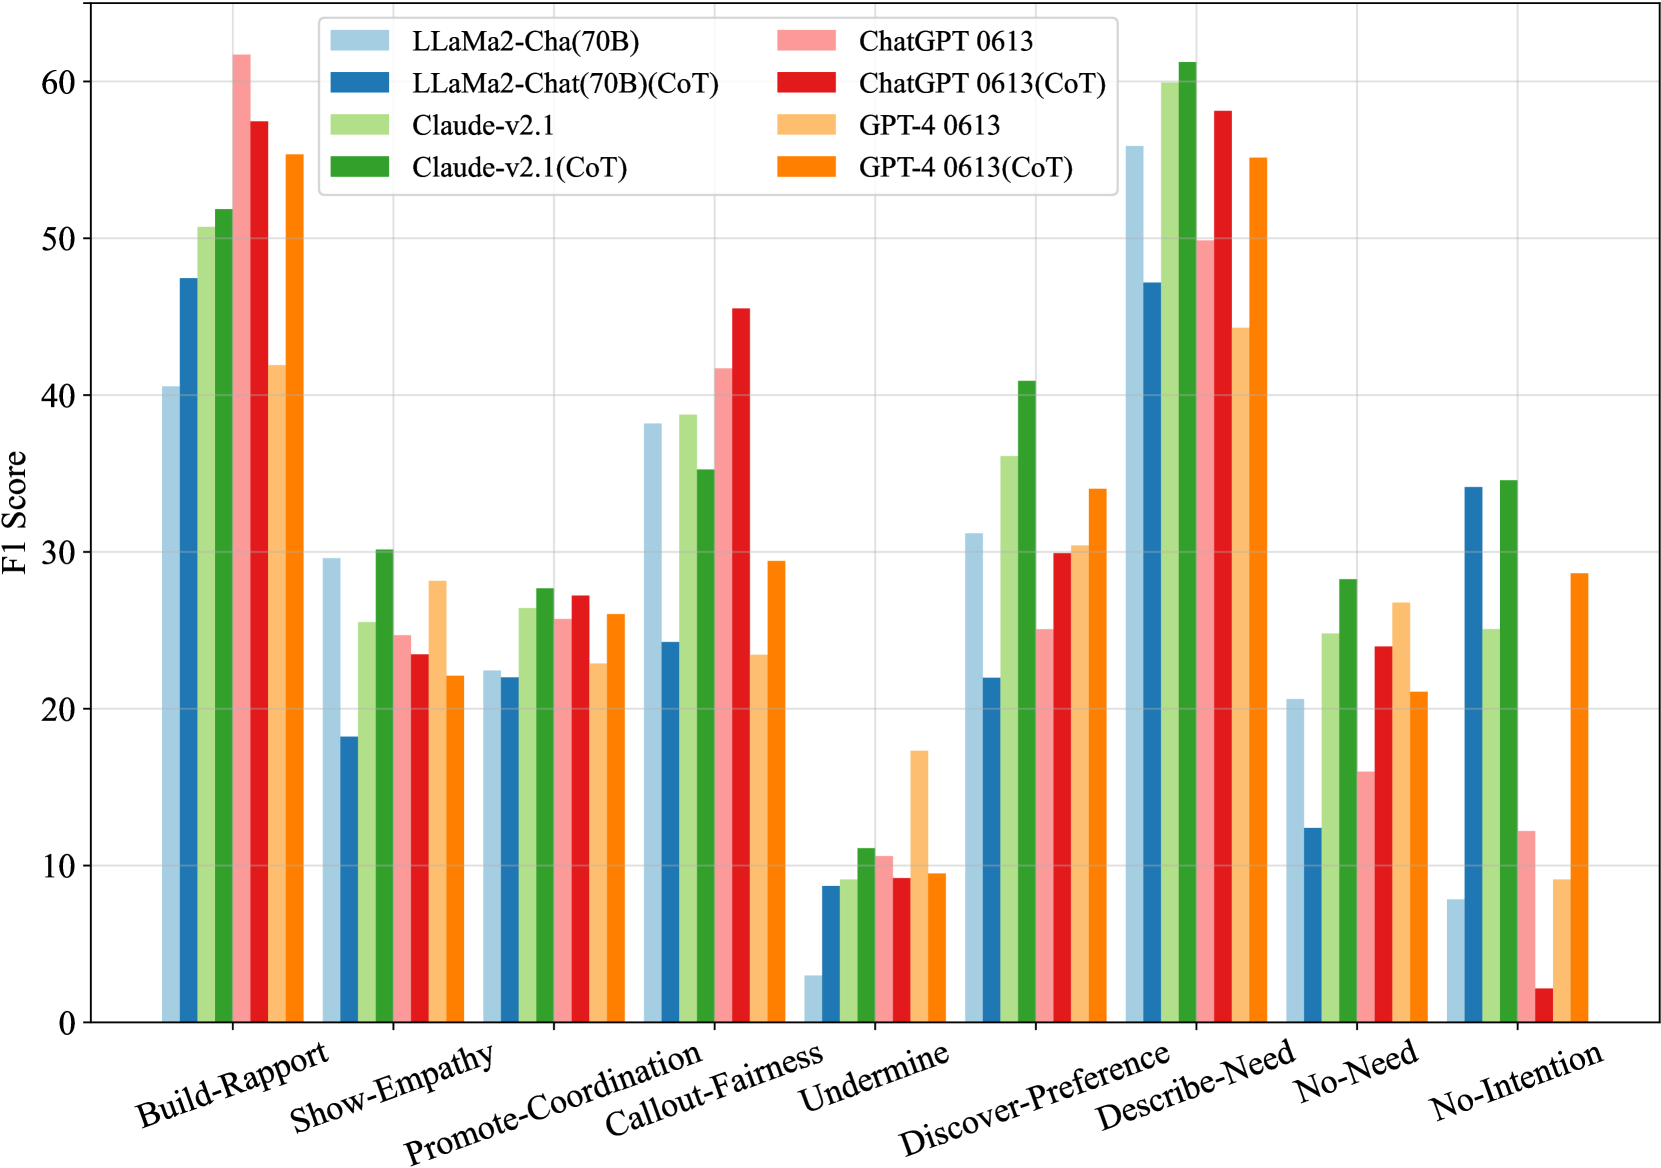 LLaMa2-Cha(70B)
LLaMa2-Chat(70B)(CoT)
Claude-v2.1
Claude-v2.1(CoT)
ChatGPT 0613
ChatGPT 0613(CoT)
GPT-4 0613
GPT-4 0613(CoT)
F1 Score
60
50
40
30
20
10
0
Build-Rapport
Show-Empathy
Promote-Coordination
Callout-Fairness
Undermine
Discover-Preference
Describe-Need
No-Need
No-Intention